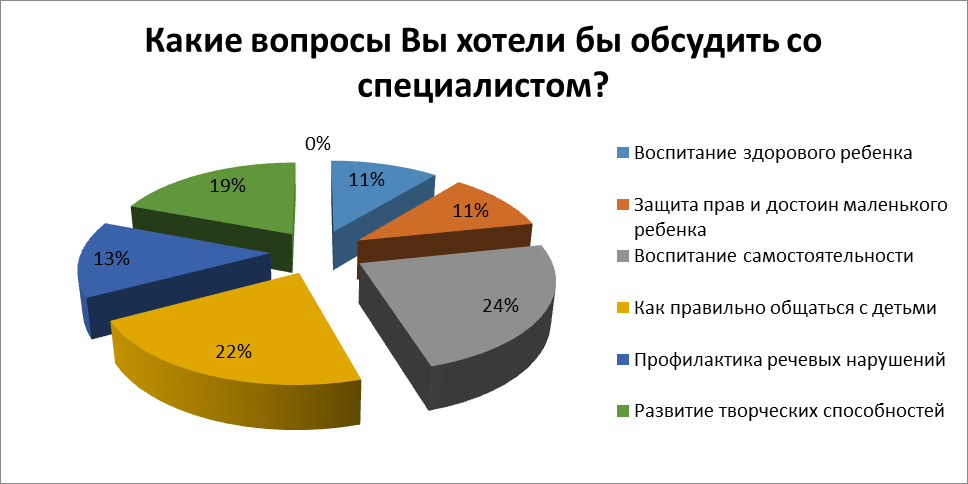 Какие вопросы Вы хотели бы обсудить со
специалистом?
0%
11%
11%
24%
22%
13%
19%
Воспитание здорового ребенка
Защита прав и достоин маленького
ребенка
Воспитание самостоятельности
Как правильно общаться с детьми
Профилактика речевых нарушений
Развитие творческих способностей